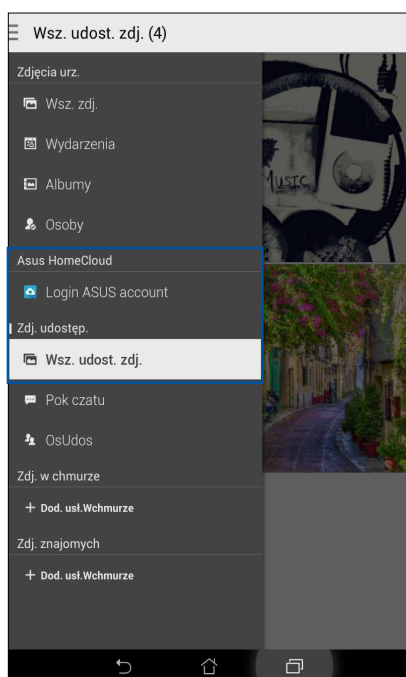 Wsz. udost. zdj. (4)
Zdjęcia urz.
Wsz. zdj.
Wydarzenia
Albumy
Osoby
Asus HomeCloud
Login ASUS account
Zdj. udostęp.
Wsz. udost. zdj.
Pok czatu
OsUdos
Zdj. w chmurze
+ Dod. usł.Wchmurze
Zdj. znajomych
+ Dod. usł.Wchmurze
MUSIC